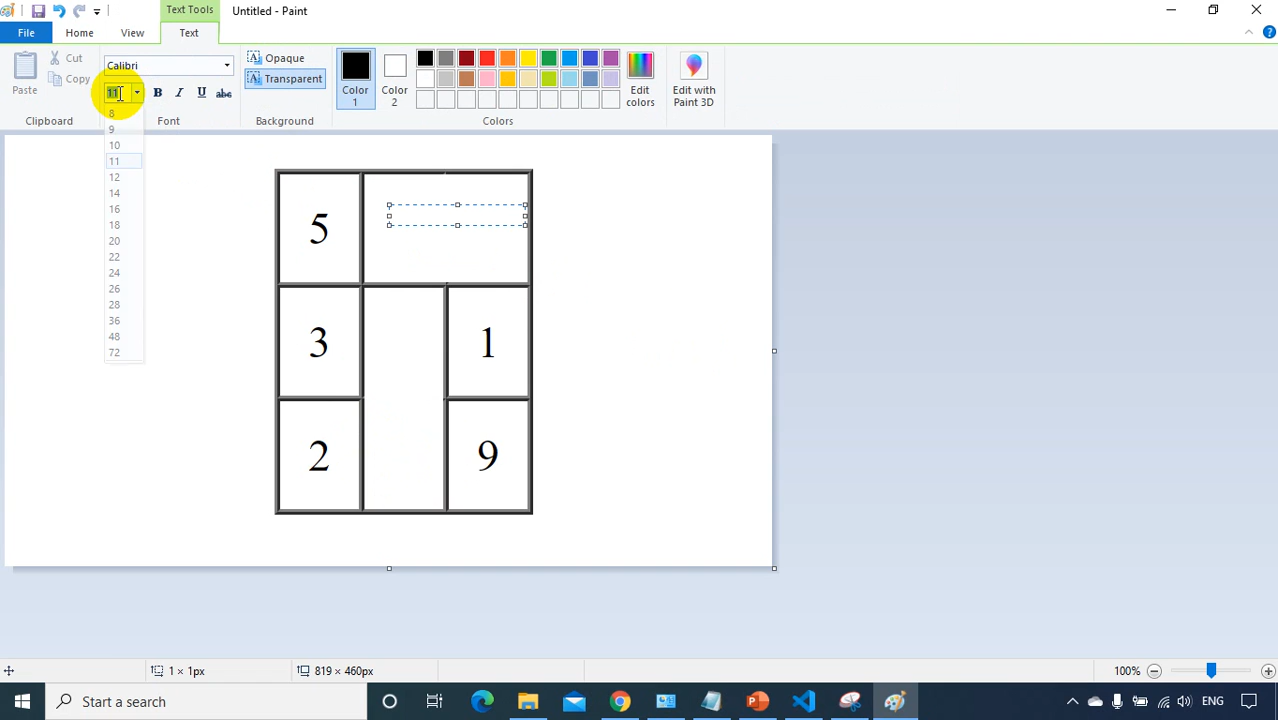 Text Tools
Untitled - Paint
File
Home
View
Text
Paste
Cut
Copy
Clipboard
Calibri
11
Font
Opaque
Transparent
Background
Color 1
Color 2
Edit colors
Edit with Paint 3D
Colors
8
9
10
11
12
14
16
18
20
22
24
26
28
36
48
72
5
3 1
2 9
1 × 1px
819 × 460px
100%
Start a search
ENG